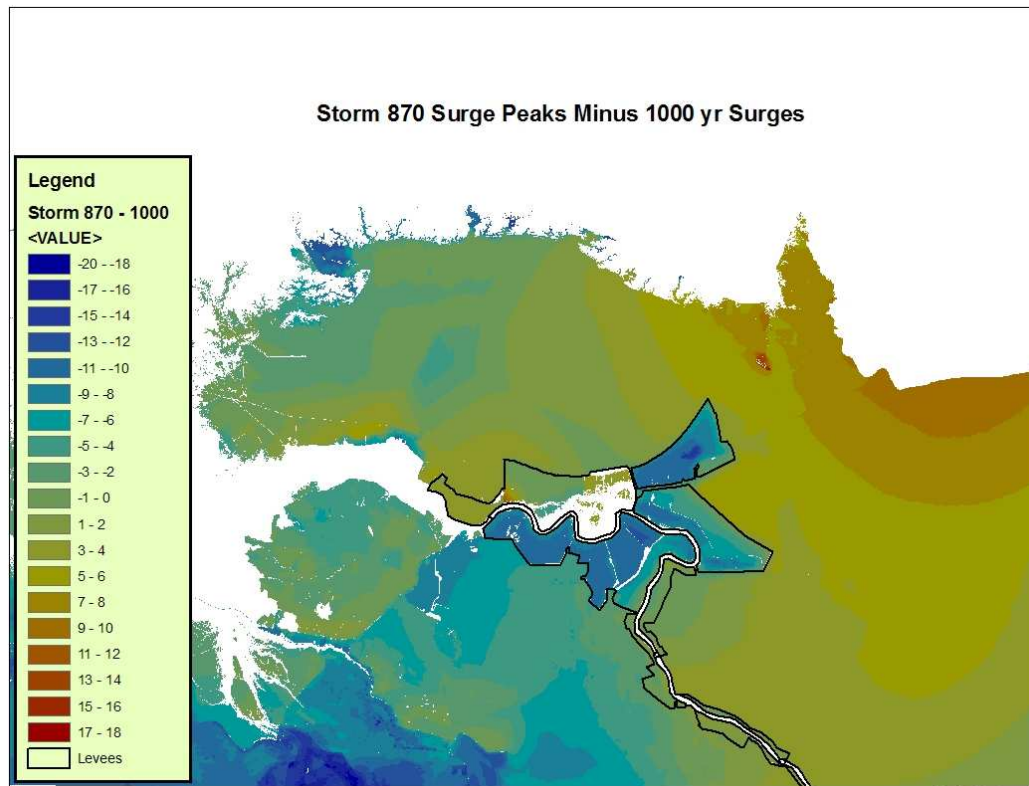 Storm 870 Surge Peaks Minus 1000 yr Surges
Legend
Storm 870 - 1000
<VALUE>
-20 - -18
-17 - -16
-15 - -14
-13 - -12
-11 - -10
-9 - -8
-7 - -6
-5 - -4
-3 - -2
-1 - 0
1 - 2
3 - 4
5 - 6
7 - 8
9 - 10
11 - 12
13 - 14
15 - 16
17 - 18
Levees